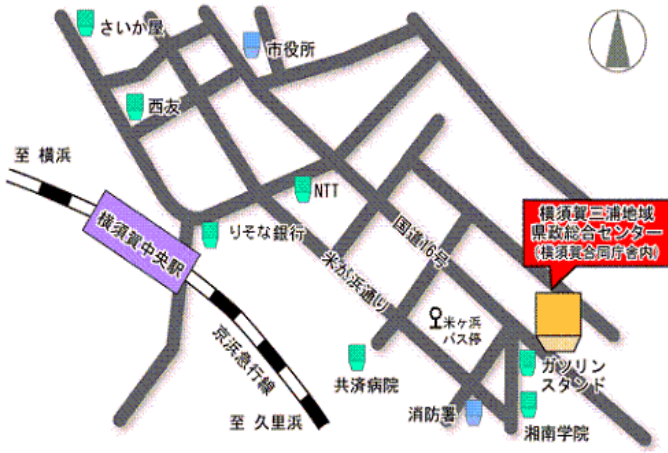 さいか屋
市役所
西友
至 横浜
NTT
横須賀三浦地域
県政総合センター
(横須賀合同庁舎内)
横須賀中央駅
りそな銀行
国道16号
米が浜通り
米ヶ浜
バス停
京浜急行線
共済病院
ガソリン
スタンド
至 久里浜
消防署
湘南学院